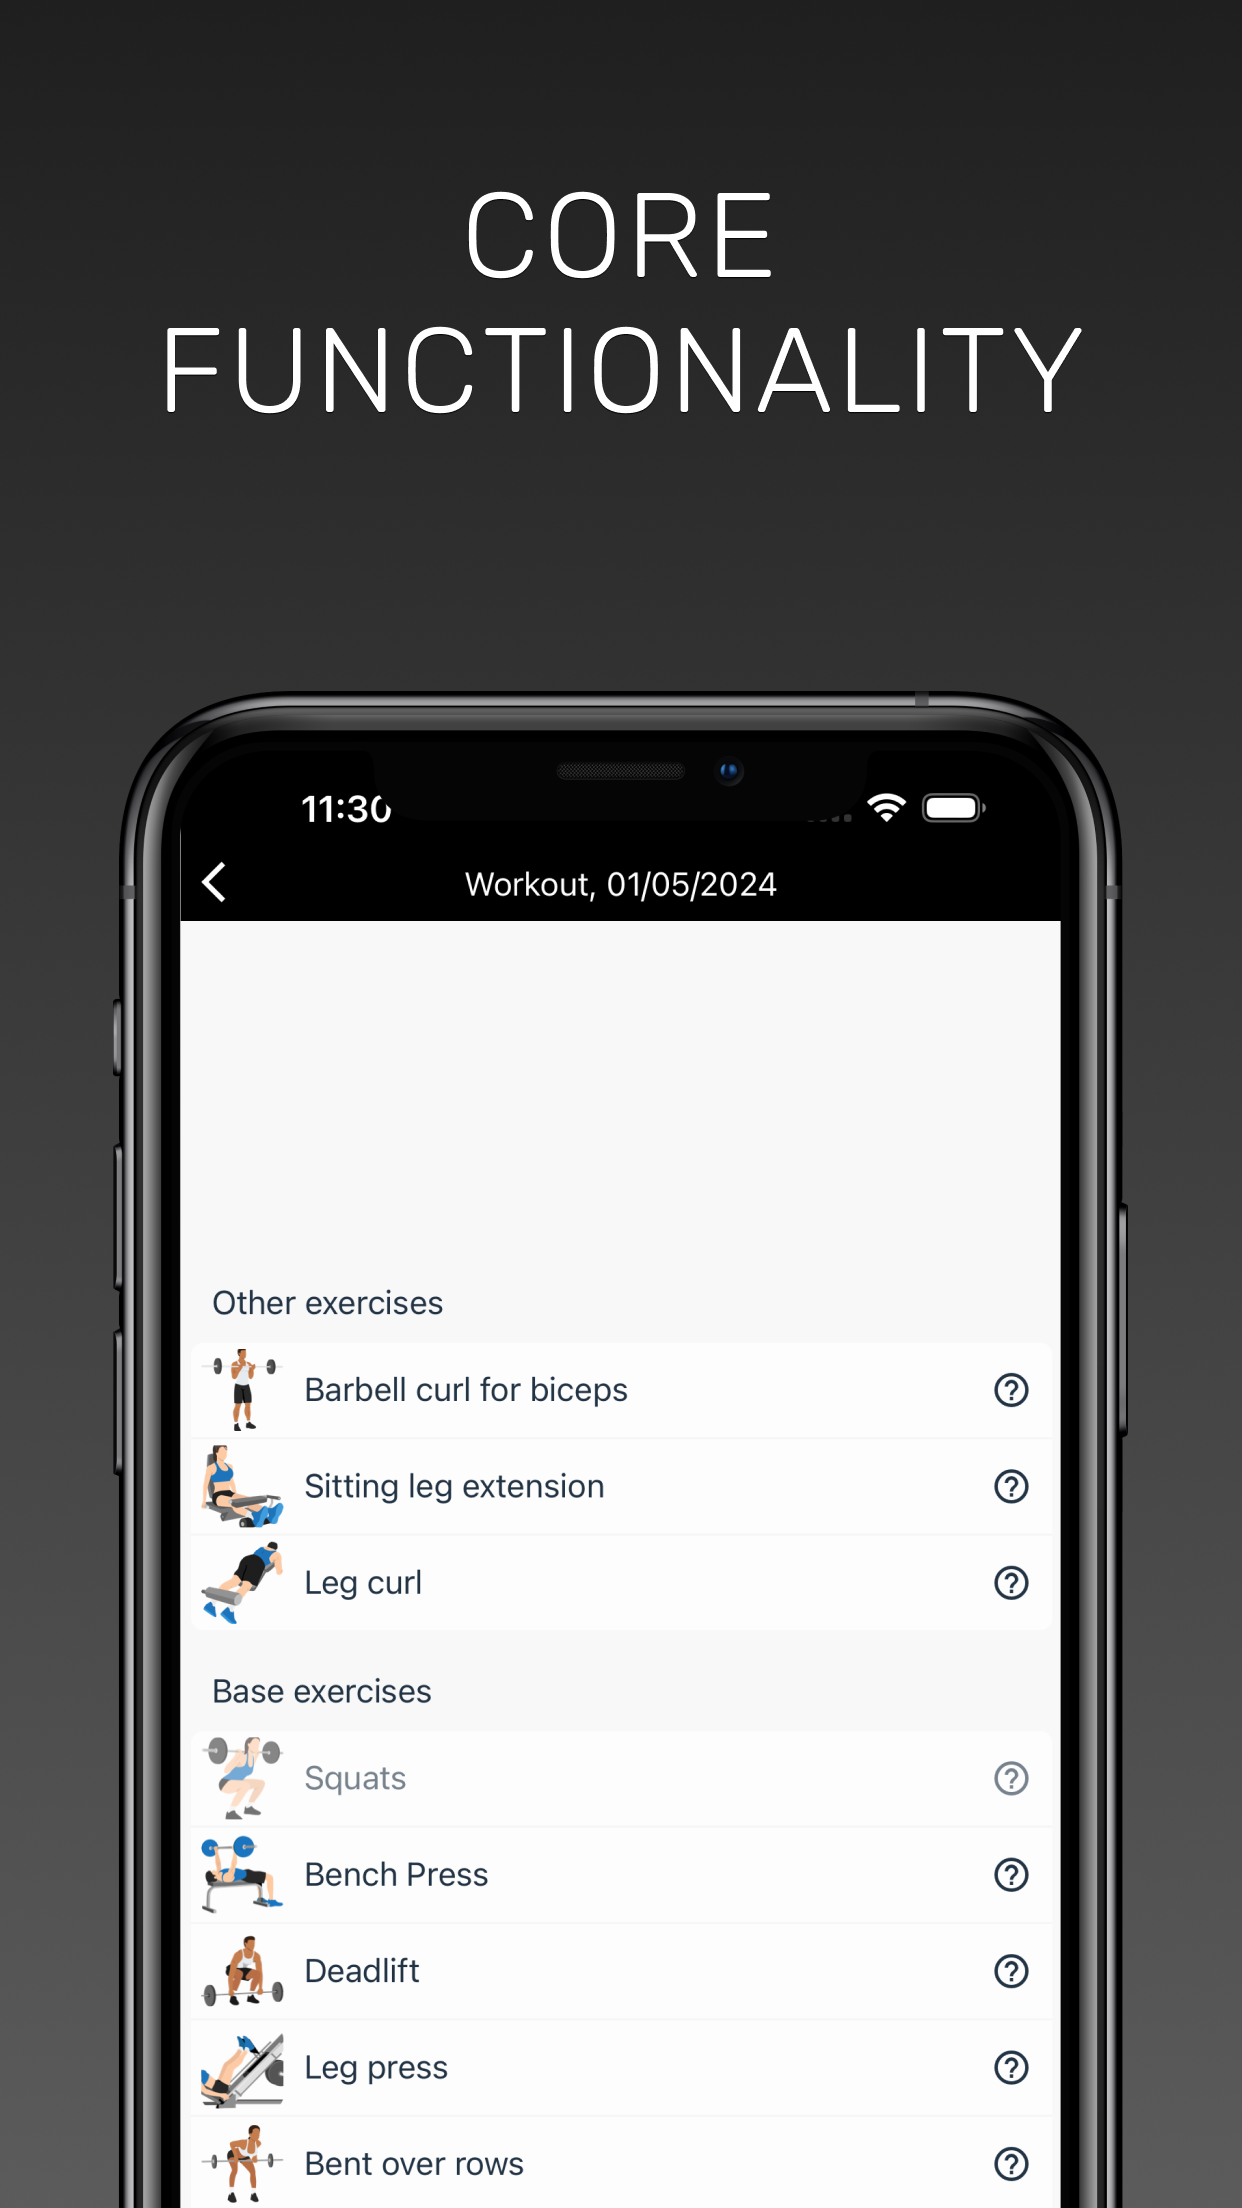 CORE
FUNCTIONALITY
11:30
Workout, 01/05/2024
Other exercises
Barbell curl for biceps
Sitting leg extension
Leg curl
Base exercises
Squats
Bench Press
Deadlift
Leg press
Bent over rows